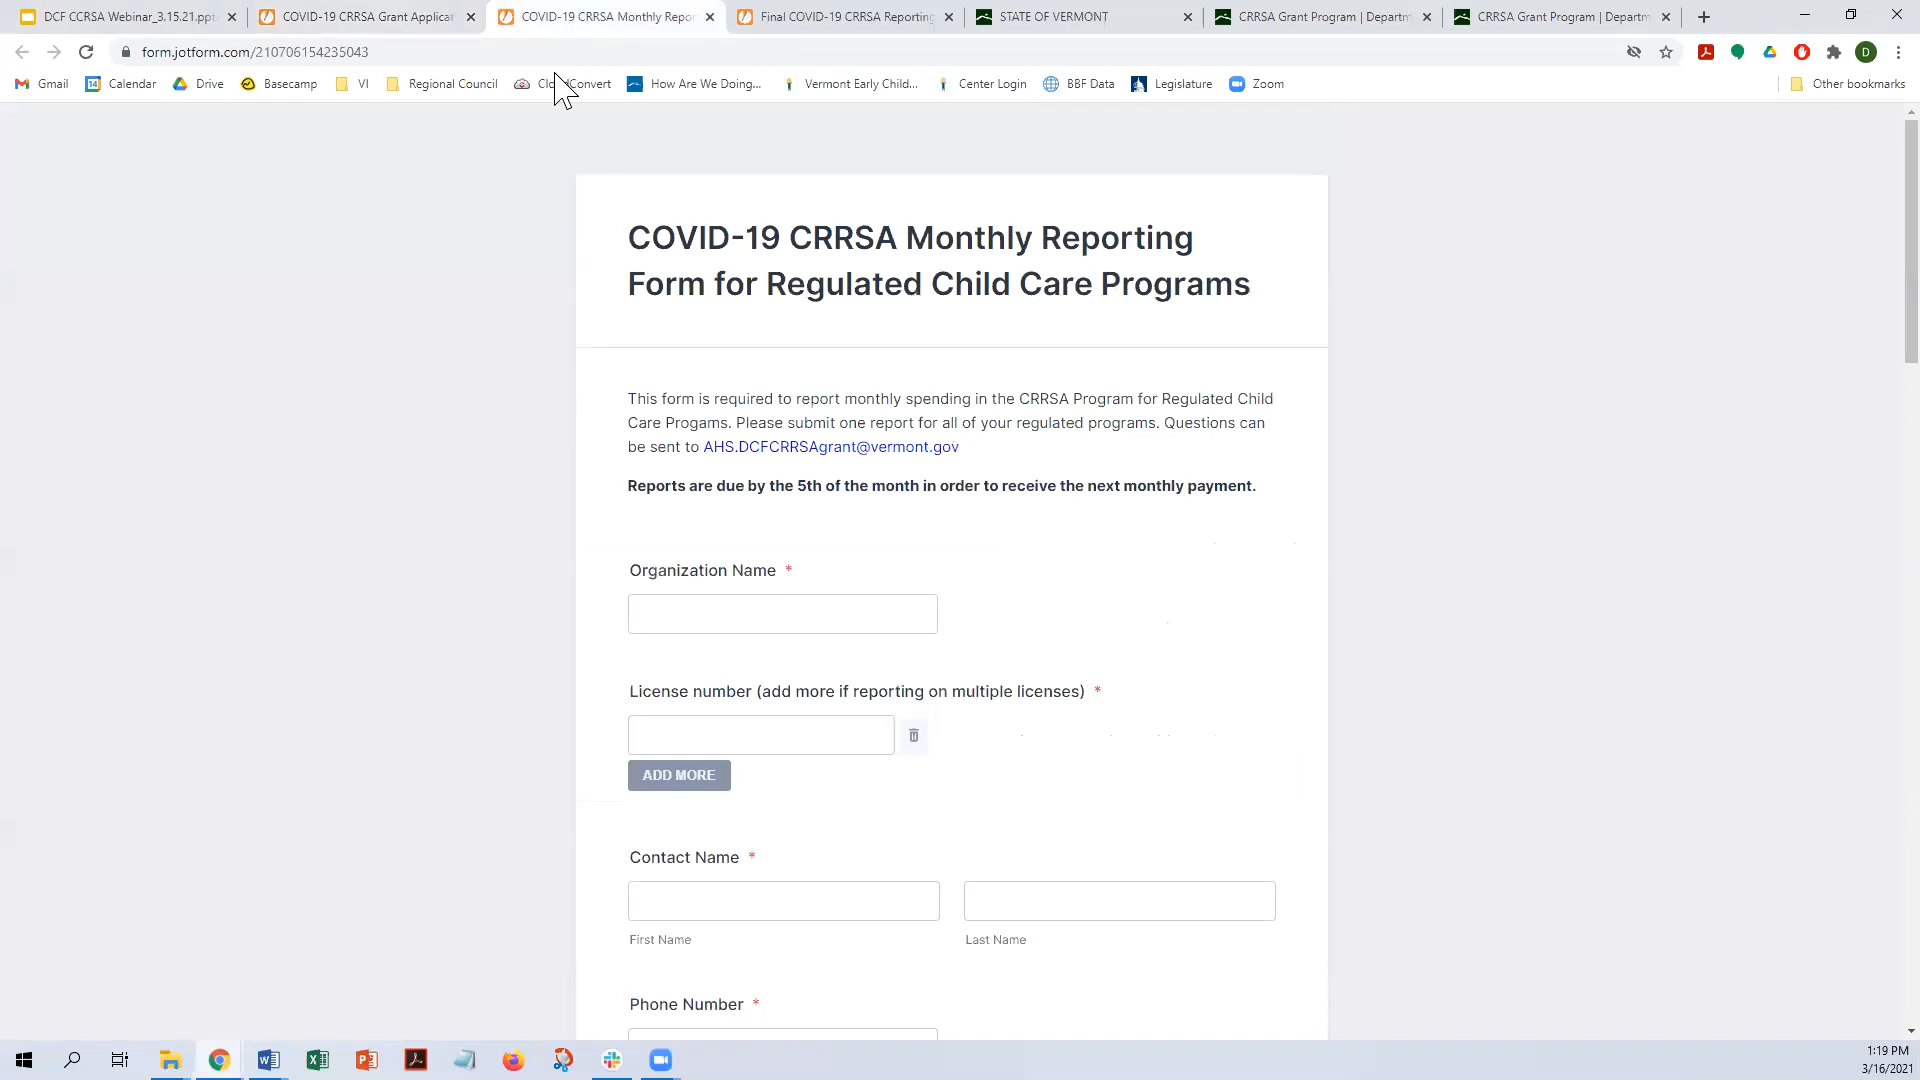 DCF CCRSA Webinar_3.15.21.ppt
COVID-19 CRRSA Grant Applicat
COVID-19 CRRSA Monthly Repor
Final COVID-19 CRRSA Reporting
STATE OF VERMONT
CRRSA Grant Program | Departm
CRRSA Grant Program | Departm
form.jotform.com/210706154235043
D
Gmail
14
Calendar
Drive
Basecamp
VI
Regional Council
Convert
How Are We Doing...
Vermont Early Child...
Center Login
BBF Data
Legislature
Zoom
Other bookmarks
COVID-19 CRRSA Monthly Reporting
Form for Regulated Child Care Programs
This form is required to report monthly spending in the CRRSA Program for Regulated Child
Care Progams. Please submit one report for all of your regulated programs. Questions can
be sent to AHS.DCFCRRSAgrant@vermont.gov
Reports are due by the 5th of the month in order to receive the next monthly payment.
Organization Name *
License number (add more if reporting on multiple licenses) *
ADD MORE
Contact Name *
First Name
Last Name
Phone Number *
1:19 PM
3/16/2021